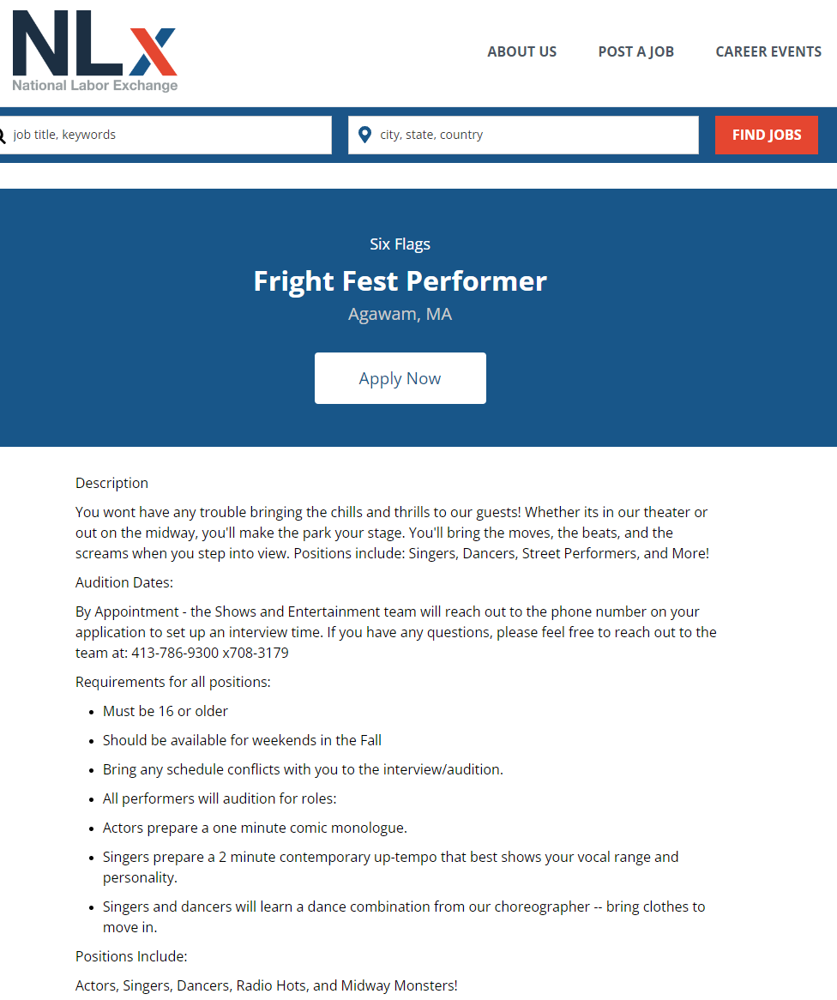 NLx
National Labor Exchange
ABOUT US
POST A JOB
CAREER EVENTS
job title, keywords
city, state, country
FIND JOBS
Six Flags
Fright Fest Performer
Agawam, MA
Apply Now
Description
You wont have any trouble bringing the chills and thrills to our guests! Whether its in our theater or
out on the midway, you'll make the park your stage. You'll bring the moves, the beats, and the
screams when you step into view. Positions include: Singers, Dancers, Street Performers, and More!
Audition Dates:
By Appointment - the Shows and Entertainment team will reach out to the phone number on your
application to set up an interview time. If you have any questions, please feel free to reach out to the
team at: 413-786-9300 x708-3179
Requirements for all positions:
• Must be 16 or older
• Should be available for weekends in the Fall
• Bring any schedule conflicts with you to the interview/audition.
• All performers will audition for roles:
• Actors prepare a one minute comic monologue.
• Singers prepare a 2 minute contemporary up-tempo that best shows your vocal range and
personality.
• Singers and dancers will learn a dance combination from our choreographer -- bring clothes to
move in.
Positions Include:
Actors, Singers, Dancers, Radio Hots, and Midway Monsters!